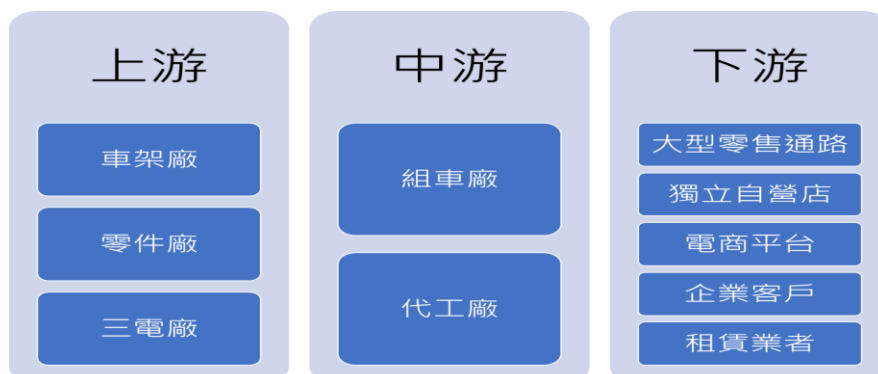 上游
車架廠
零件廠
三電廠
中游
組車廠
代工廠
下游
大型零售通路
獨立自營店
電商平台
企業客戶
租賃業者